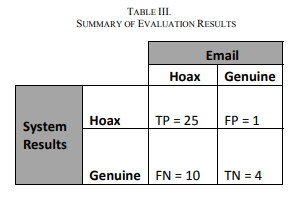 TABLE III.
SUMMARY OF EVALUATION RESULTS
Email
Hoax Genuine
System Results
Hoax TP = 25 FP = 1
Genuine FN = 10 TN = 4